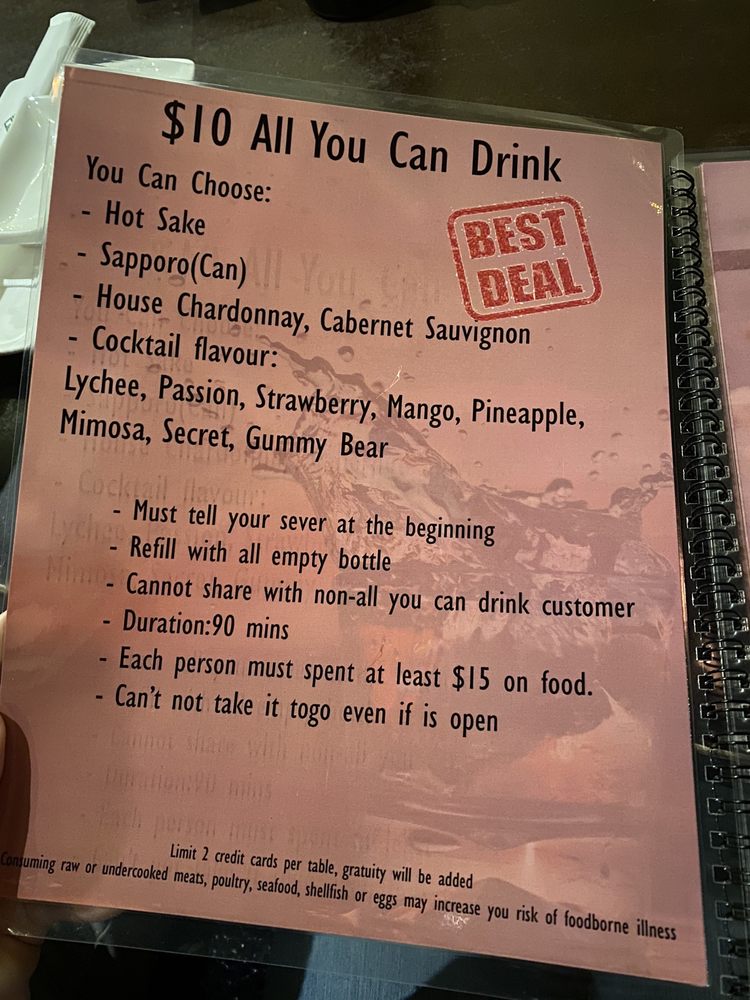 $10 All You Can Drink
You Can Choose:
- Hot Sake
- Sapporo(Can)
- House Chardonnay, Cabernet Sauvignon
- Cocktail flavour:
Lychee, Passion, Strawberry, Mango, Pineapple,
Mimosa, Secret, Gummy Bear
BEST
DEAL
- Must tell your sever at the beginning
- Refill with all empty bottle
- Cannot share with non-all you can drink customer
- Duration:90 mins
- Each person must spent at least $15 on food.
- Can't not take it togo even if is open
Limit 2 credit cards per table, gratuity will be added
Consuming raw or undercooked meats, poultry, seafood, shellfish or eggs may increase you risk of foodborne illness